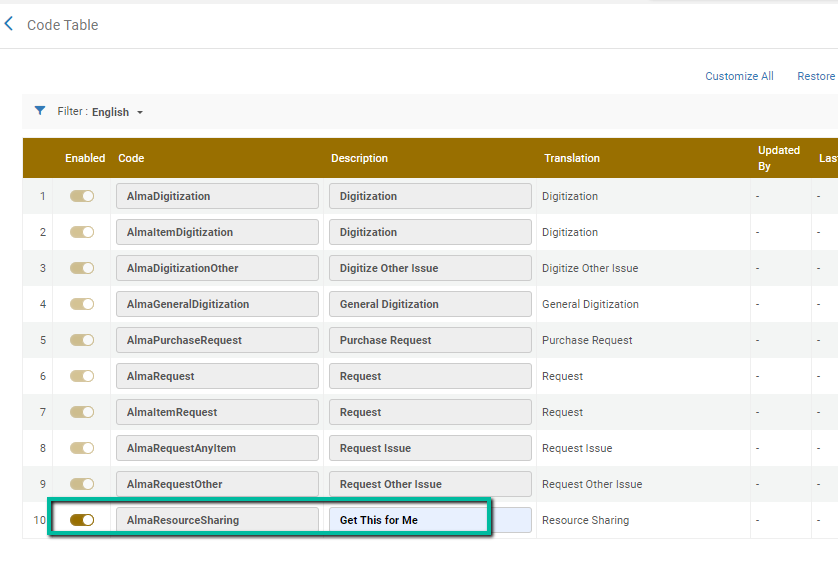 Code Table
Customize All Restore
Filter : English
Enabled Code Description Translation Updated By Las
1 AlmaDigitization Digitization Digitization - -
2 AlmaItemDigitization Digitization Digitization - -
3 AlmaDigitizationOther Digitize Other Issue Digitize Other Issue - -
4 AlmaGeneralDigitization General Digitization General Digitization - -
5 AlmaPurchaseRequest Purchase Request Purchase Request - -
6 AlmaRequest Request Request - -
7 AlmaItemRequest Request Request - -
8 AlmaRequestAnyItem Request Issue Request Issue - -
9 AlmaRequestOther Request Other Issue Request Other Issue - -
10 AlmaResourceSharing Get This for Me Resource Sharing - -